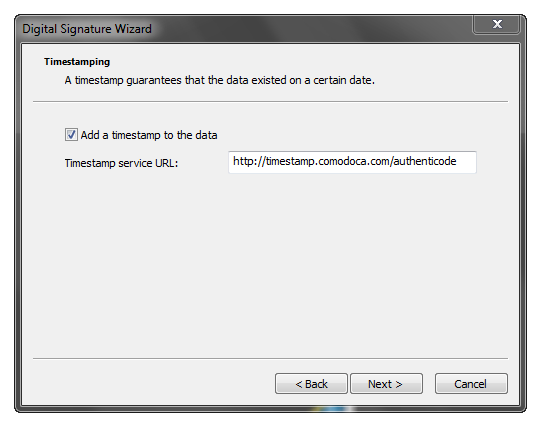 Digital Signature Wizard
Timestamping
A timestamp guarantees that the data existed on a certain date.
Add a timestamp to the data
Timestamp service URL: http://timestamp.comodoca.com/authenticode
< Back Next > Cancel